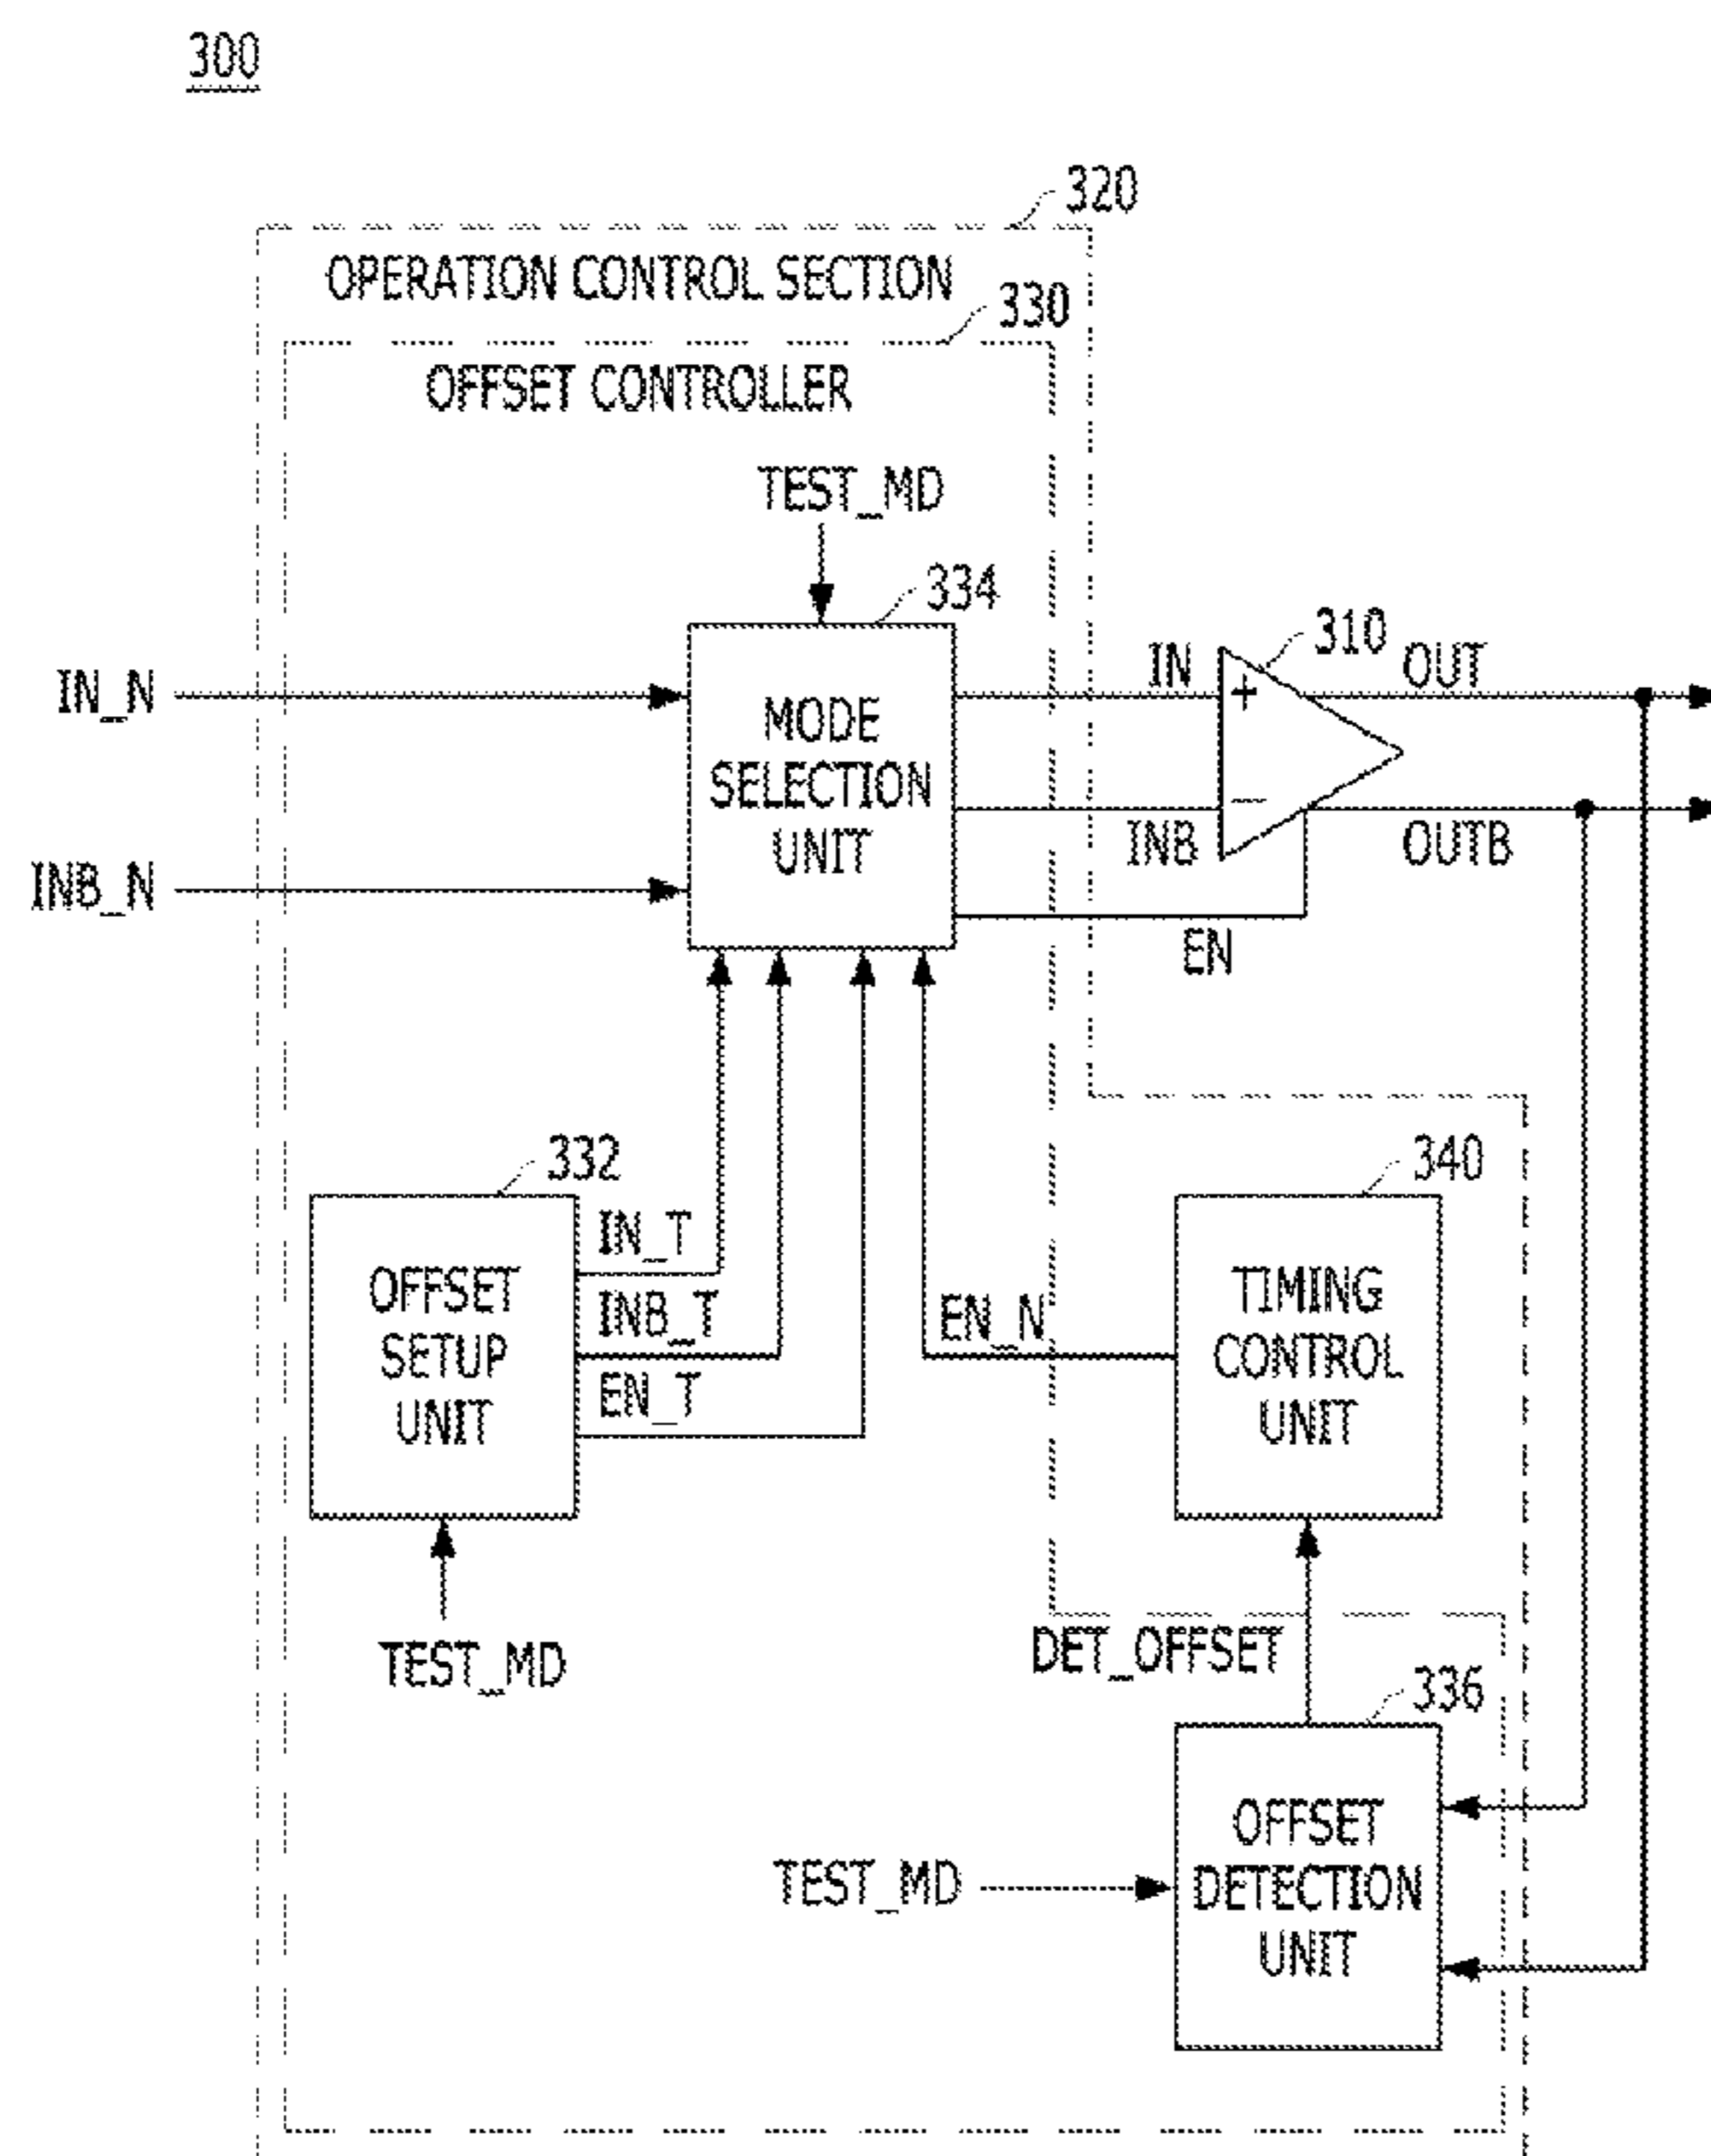 300
320
OPERATION CONTROL SECTION
330
OFFSET CONTROLLER
TEST_MD
334
310
IN_N
MODE
SELECTION
UNIT
IN
+
OUT
INB_N
INB
−
OUTB
EN
332
340
OFFSET
SETUP
UNIT
IN_T
INB_T
EN_T
EN_N
TIMING
CONTROL
UNIT
TEST_MD
DET_OFFSET
336
TEST_MD
OFFSET
DETECTION
UNIT